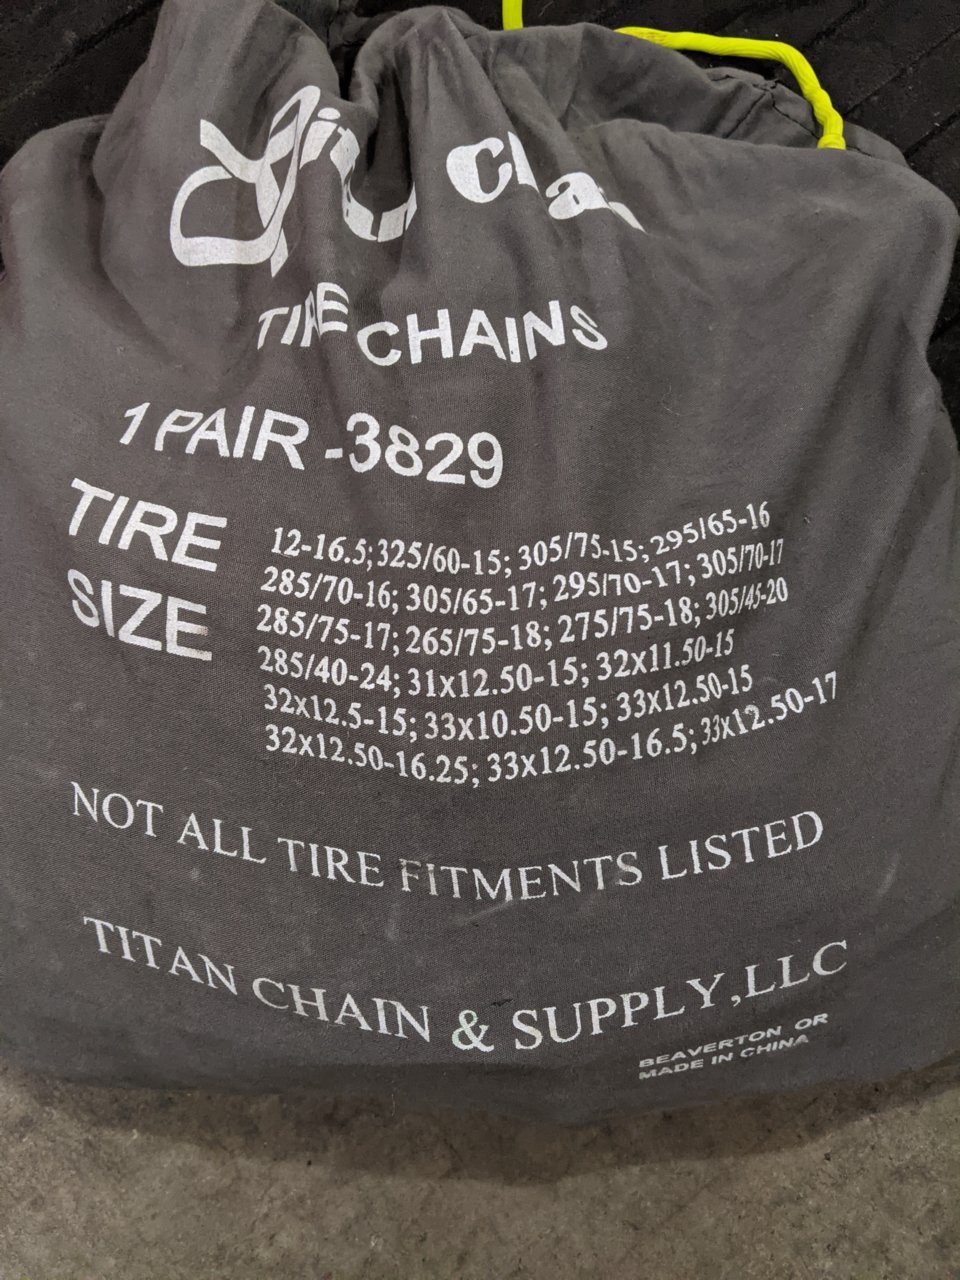 TIRE CHAINS
1 PAIR -3829
TIRE
SIZE
12-16.5; 325/60-15; 305/75-15; 295/65-16
285/70-16; 305/65-17; 295/70-17; 305/70-17
285/75-17; 265/75-18; 275/75-18; 305/45-20
285/40-24; 31x12.50-15; 32x11.50-15
32x12.5-15; 33x10.50-15; 33x12.50-15
32x12.50-16.25; 33x12.50-16.5; 33x12.50-17
NOT ALL TIRE FITMENTS LISTED
TITAN CHAIN & SUPPLY, LLC
BEAVERTON OR
MADE IN CHINA